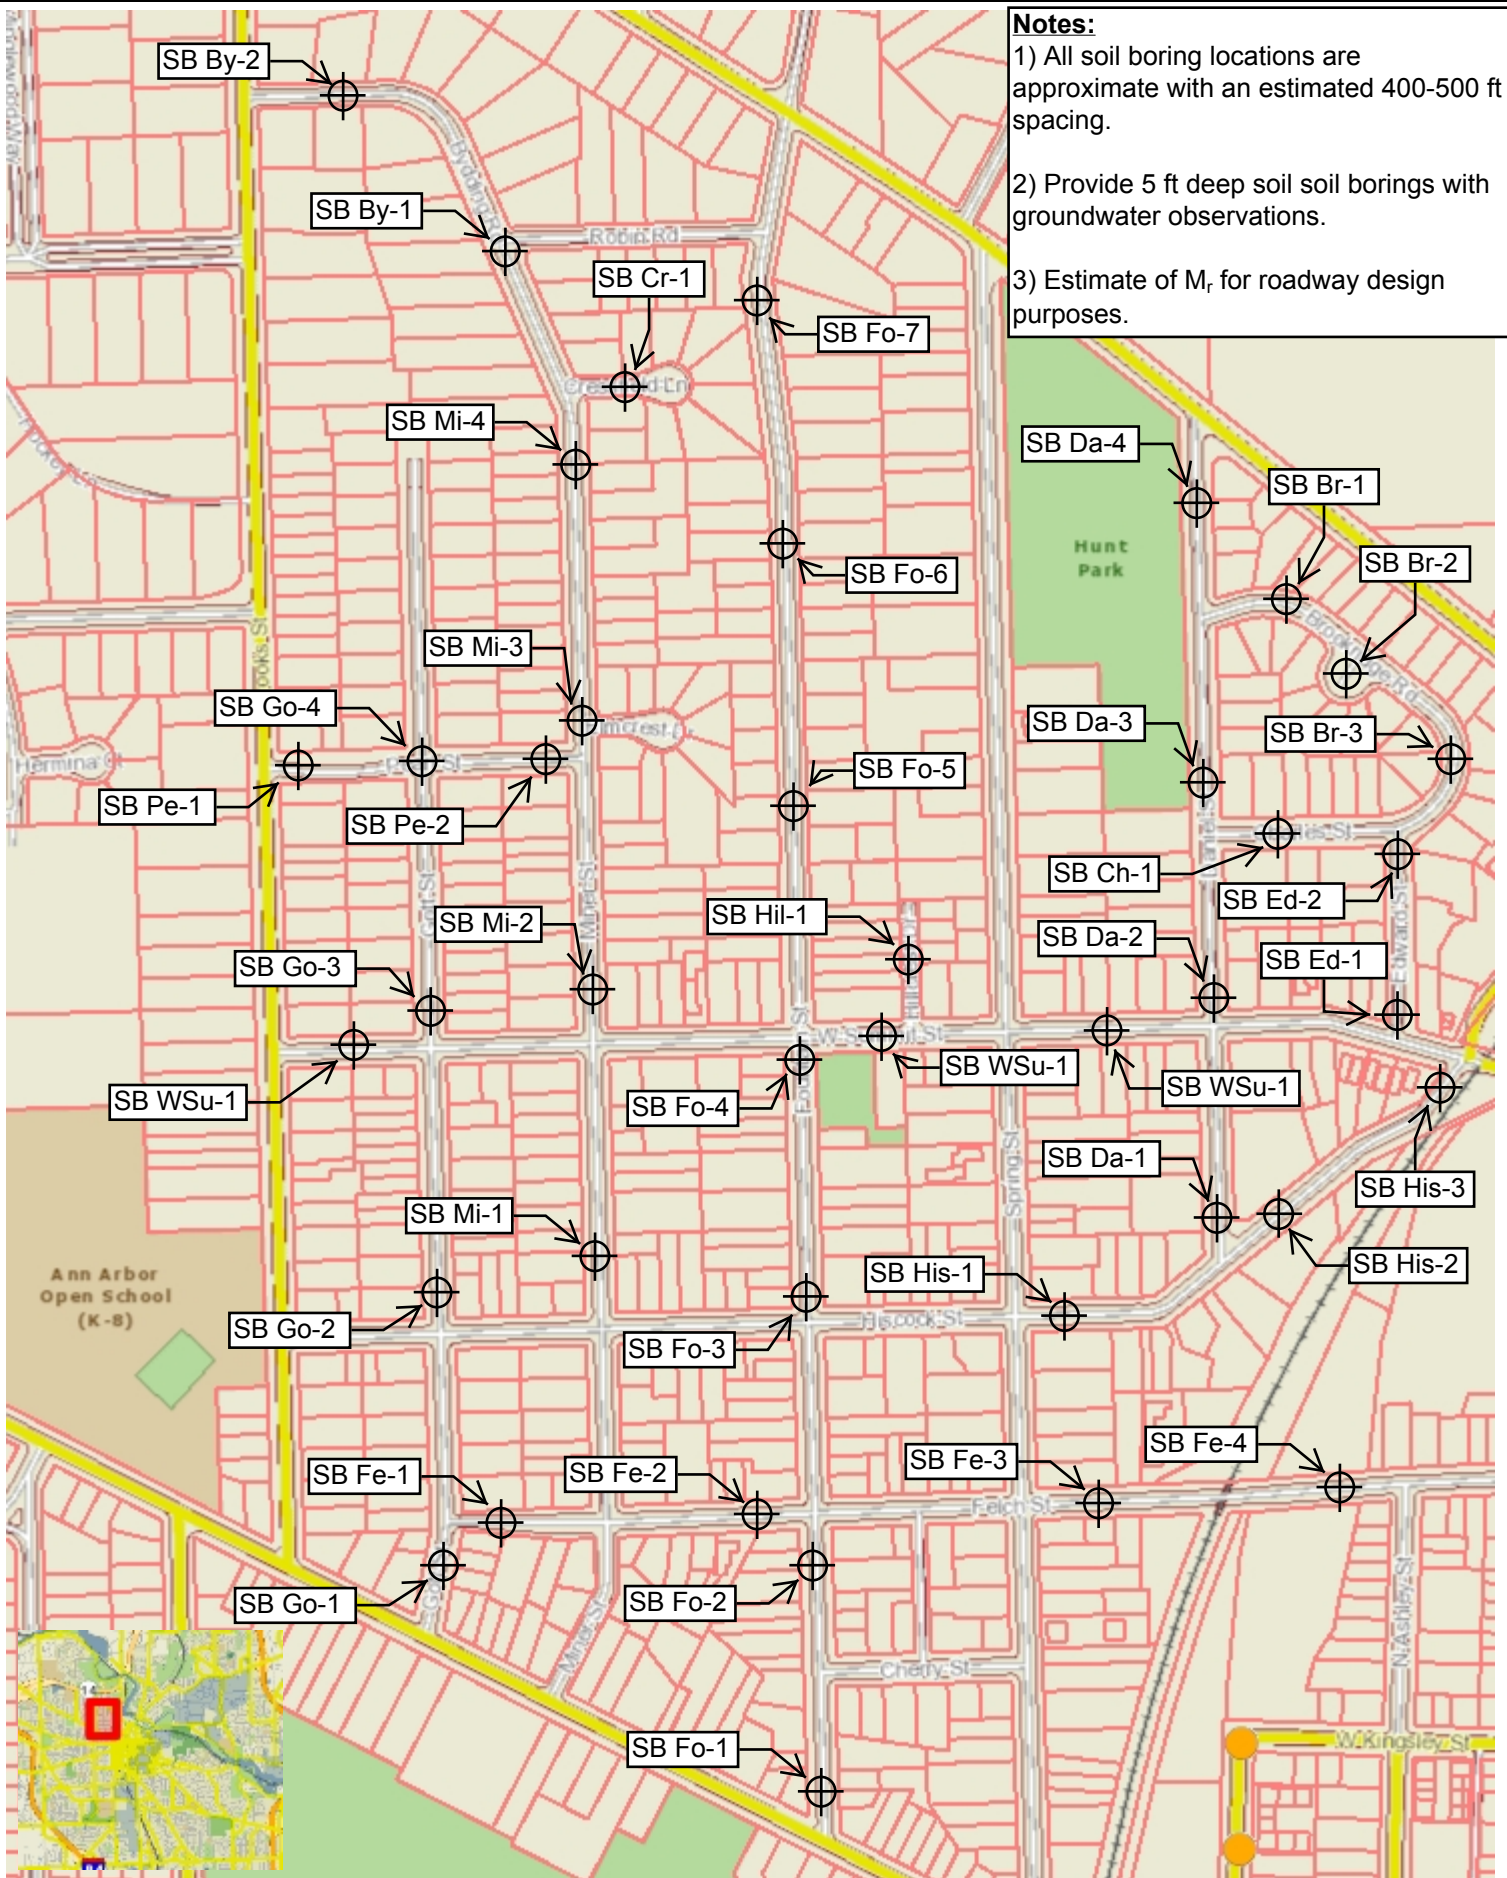 Notes:
1) All soil boring locations are
approximate with an estimated 400-500 ft
spacing.
2) Provide 5 ft deep soil soil borings with
groundwater observations.
3) Estimate of Mr for roadway design
purposes.
SB By-2
SB By-1
Robin Rd
SB Cr-1
SB Fo-7
SB Mi-4
SB Da-4
SB Br-1
Hunt
Park
SB Br-2
SB Fo-6
SB Mi-3
SB Go-4
SB Da-3
SB Br-3
Hermina Ct
SB Fo-5
SB Pe-1
SB Pe-2
SB Ch-1
SB Ed-2
Gott St
Miner St
SB Mi-2
SB Hil-1
SB Da-2
SB Ed-1
Edward St
SB Go-3
SB WSu-1
SB WSu-1
SB WSu-1
SB Fo-4
SB Da-1
Spring St
SB His-3
SB Mi-1
SB His-1
SB His-2
Ann Arbor
Open School
(K-8)
SB Go-2
Hiscock St
SB Fo-3
SB Fe-1
SB Fe-2
SB Fe-3
SB Fe-4
Felch St
SB Go-1
SB Fo-2
Miner St
N Ashley St
Cherry St
SB Fo-1
W Kingsley St
14